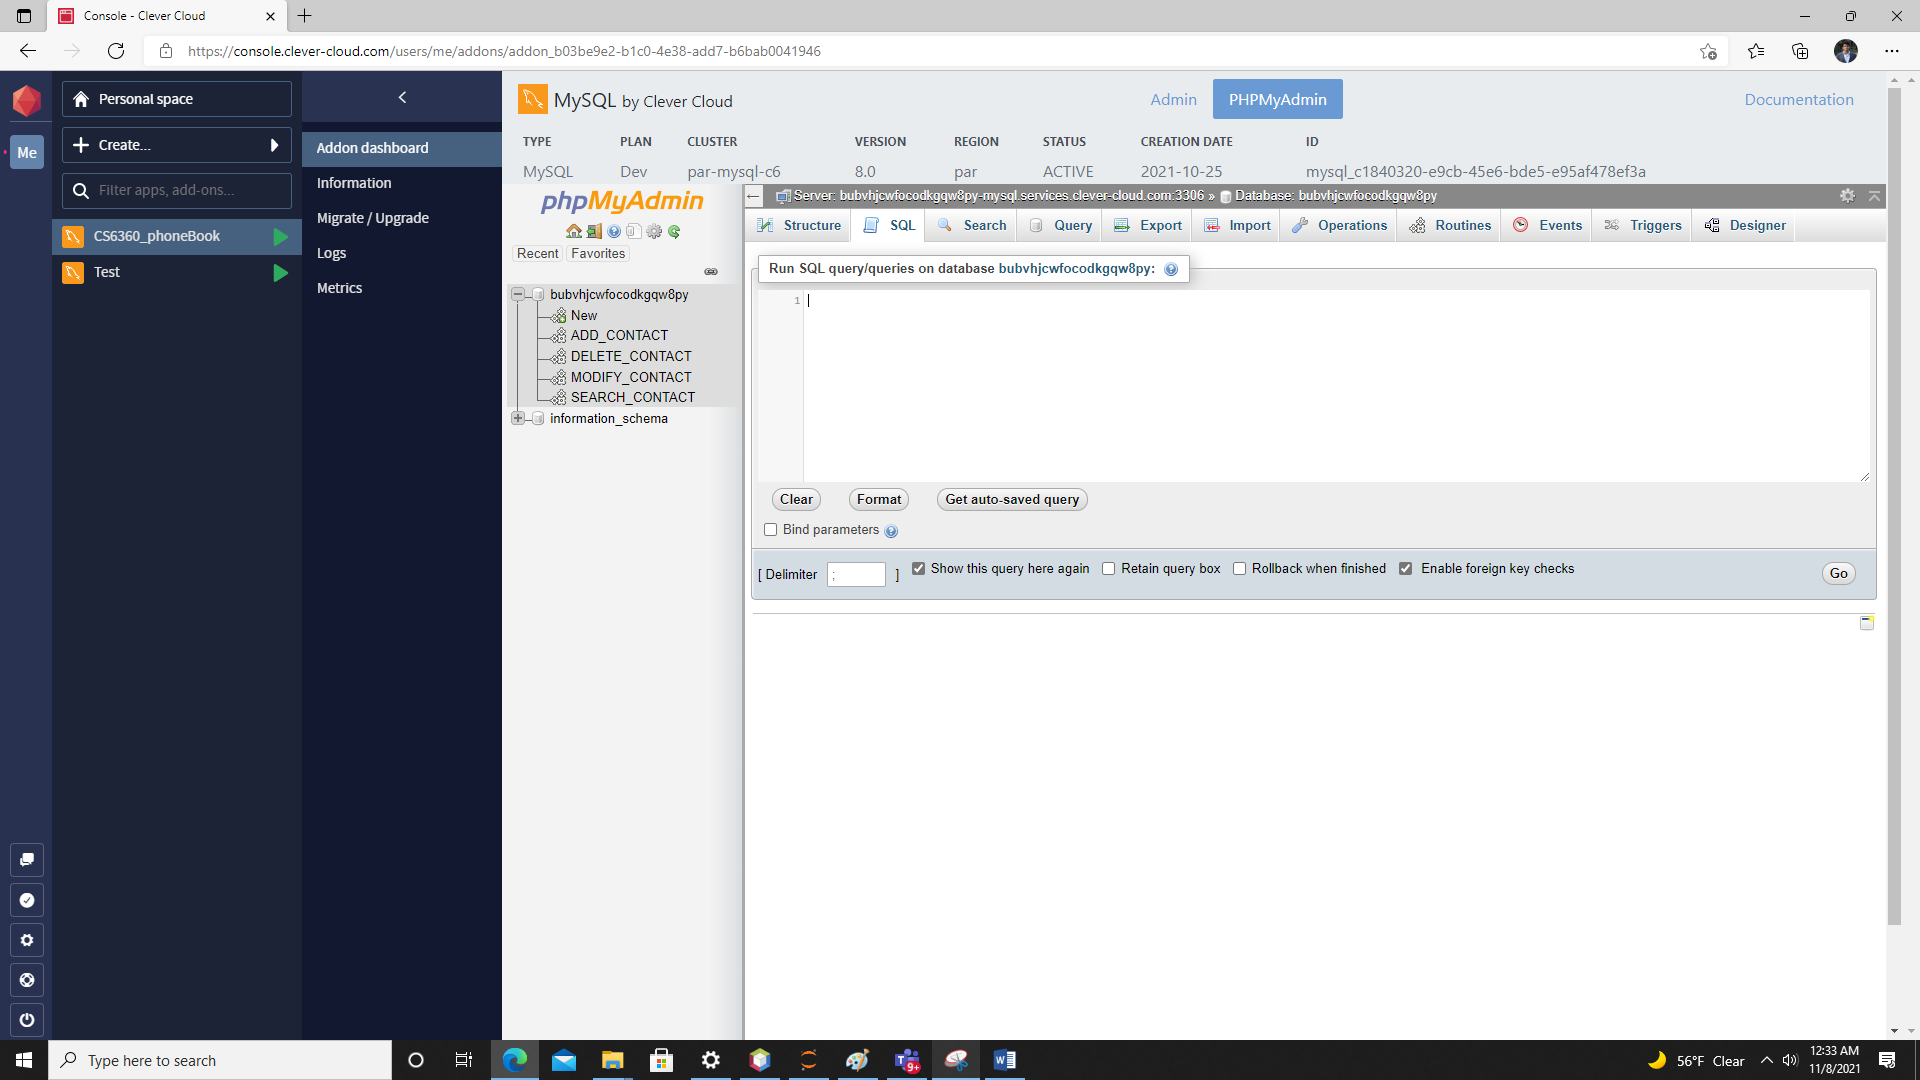 Console - Clever Cloud
https://console.clever-cloud.com/users/me/addons/addon_b03be9e2-b1c0-4e38-add7-b6bab0041946
Me
Personal space
Create...
Filter apps, add-ons...
CS6360_phoneBook
Test
Addon dashboard
Information
Migrate / Upgrade
Logs
Metrics
MySQL by Clever Cloud
Admin
PHPMyAdmin
Documentation
TYPE PLAN CLUSTER VERSION REGION STATUS CREATION DATE ID
MySQL Dev par-mysql-c6 8.0 par ACTIVE 2021-10-25 mysql_c1840320-e9cb-45e6-bde5-e95af478ef3a
phpMyAdmin
Recent Favorites
bubvhjcwfocodkgqw8py
New
ADD_CONTACT
DELETE_CONTACT
MODIFY_CONTACT
SEARCH_CONTACT
information_schema
Server: bubvhjcwfocodkgqw8py-mysql.services.clever-cloud.com:3306 » Database: bubvhjcwfocodkgqw8py
Structure SQL Search Query Export Import Operations Routines Events Triggers Designer
Run SQL query/queries on database bubvhjcwfocodkgqw8py:
1
Clear Format Get auto-saved query
Bind parameters
[ Delimiter ; ] Show this query here again Retain query box Rollback when finished Enable foreign key checks Go
Type here to search
9+
56°F Clear
12:33 AM
11/8/2021